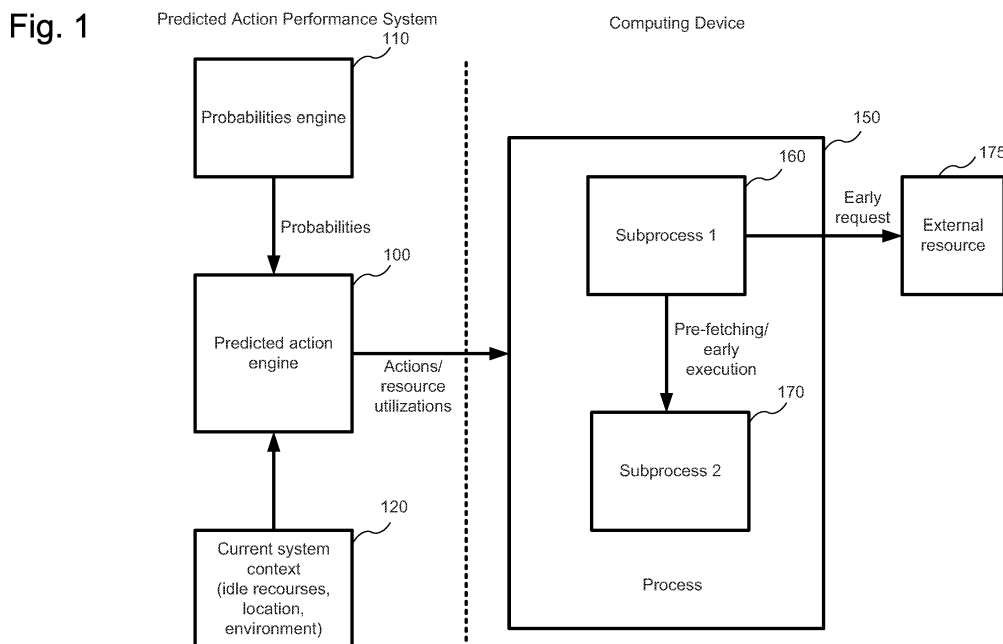 Fig. 1
Predicted Action Performance System
Computing Device
110
Probabilities engine
150
160
175
Probabilities
Early
request
Subprocess 1
External
resource
100
Predicted action
engine
Pre-fetching/
early
execution
Actions/
resource
utilizations
170
Subprocess 2
120
Current system
context
(idle recourses,
location,
environment)
Process